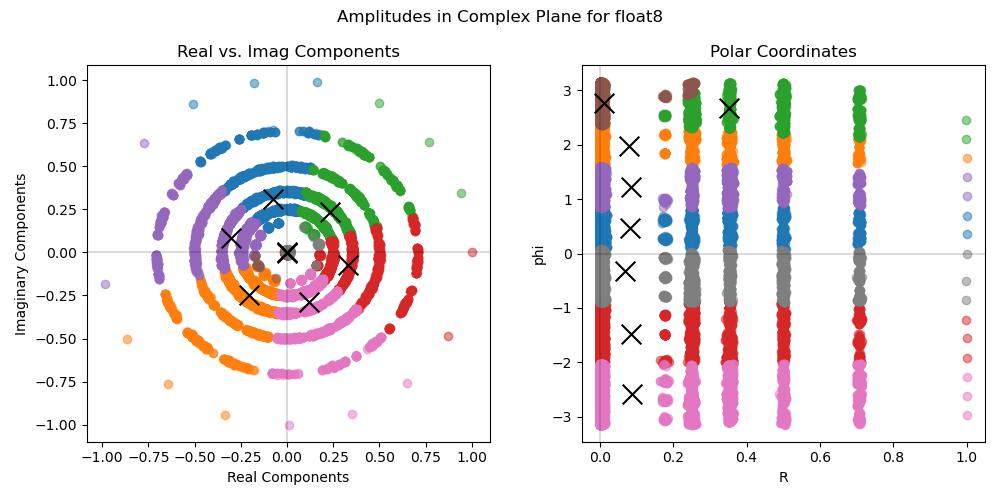 Amplitudes in Complex Plane for float8
Real vs. Imag Components
Polar Coordinates
1.00
0.75
0.50
0.25
0.00
−0.25
−0.50
−0.75
−1.00
Imaginary Components
−1.00 −0.75 −0.50 −0.25 0.00 0.25 0.50 0.75 1.00
Real Components
3
2
1
0
−1
−2
−3
phi
0.0 0.2 0.4 0.6 0.8 1.0
R